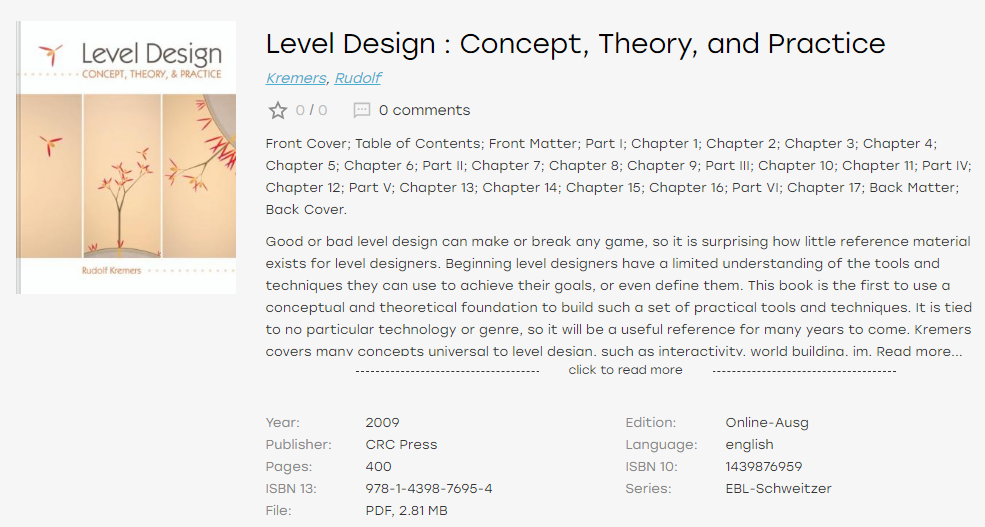 Level Design
CONCEPT, THEORY, & PRACTICE
Rudolf Kremers
Level Design : Concept, Theory, and Practice
Kremers, Rudolf
0 / 0
0 comments
Front Cover; Table of Contents; Front Matter; Part I; Chapter 1; Chapter 2; Chapter 3; Chapter 4;
Chapter 5; Chapter 6; Part II; Chapter 7; Chapter 8; Chapter 9; Part III; Chapter 10; Chapter 11; Part IV;
Chapter 12; Part V; Chapter 13; Chapter 14; Chapter 15; Chapter 16; Part VI; Chapter 17; Back Matter;
Back Cover.
Good or bad level design can make or break any game, so it is surprising how little reference material
exists for level designers. Beginning level designers have a limited understanding of the tools and
techniques they can use to achieve their goals, or even define them. This book is the first to use a
conceptual and theoretical foundation to build such a set of practical tools and techniques. It is tied
to no particular technology or genre, so it will be a useful reference for many years to come. Kremers
covers many concepts universal to level design, such as interactivity, world building, im. Read more...
click to read more
Year: 2009
Edition: Online-Ausg
Publisher: CRC Press
Language: english
Pages: 400
ISBN 10: 1439876959
ISBN 13: 978-1-4398-7695-4
Series: EBL-Schweitzer
File: PDF, 2.81 MB